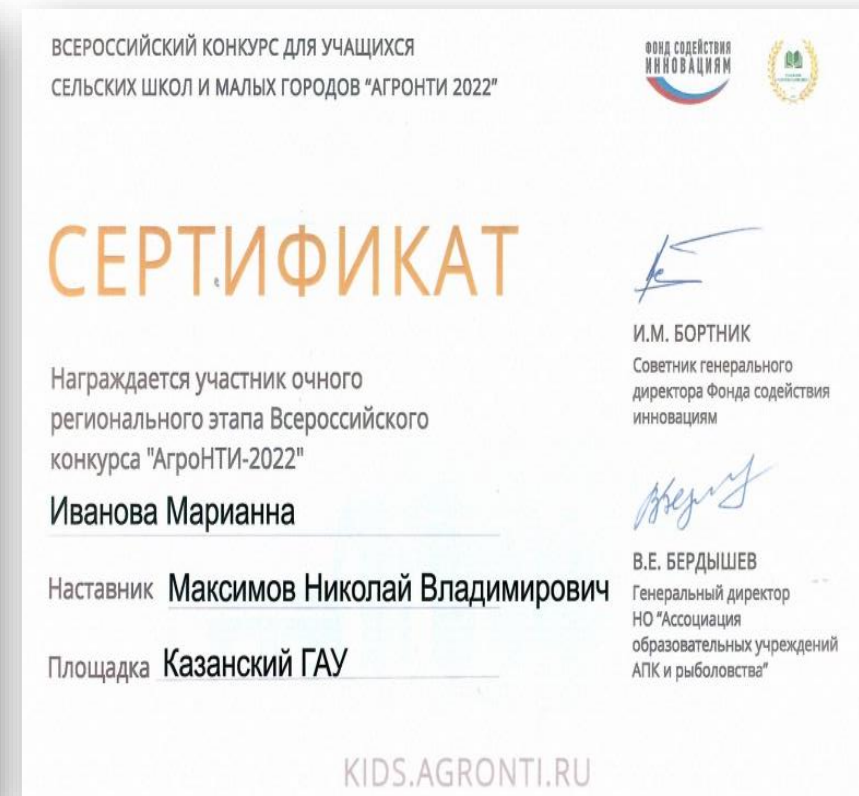 ВСЕРОССИЙСКИЙ КОНКУРС ДЛЯ УЧАЩИХСЯ
СЕЛЬСКИХ ШКОЛ И МАЛЫХ ГОРОДОВ "АГРОНТИ 2022"
ФОНД СОДЕЙСТВИЯ
ИННОВАЦИЯМ
СЕРТИФИКАТ
Награждается участник очного
регионального этапа Всероссийского
конкурса "АгроНТИ-2022"
Иванова Марианна
Наставник Максимов Николай Владимирович
Площадка Казанский ГАУ
И.М. БОРТНИК
Советник генерального
директора Фонда содействия
инновациям
В.Е. БЕРДЫШЕВ
Генеральный директор
НО "Ассоциация
образовательных учреждений
АПК и рыболовства"
KIDS.AGRONTI.RU